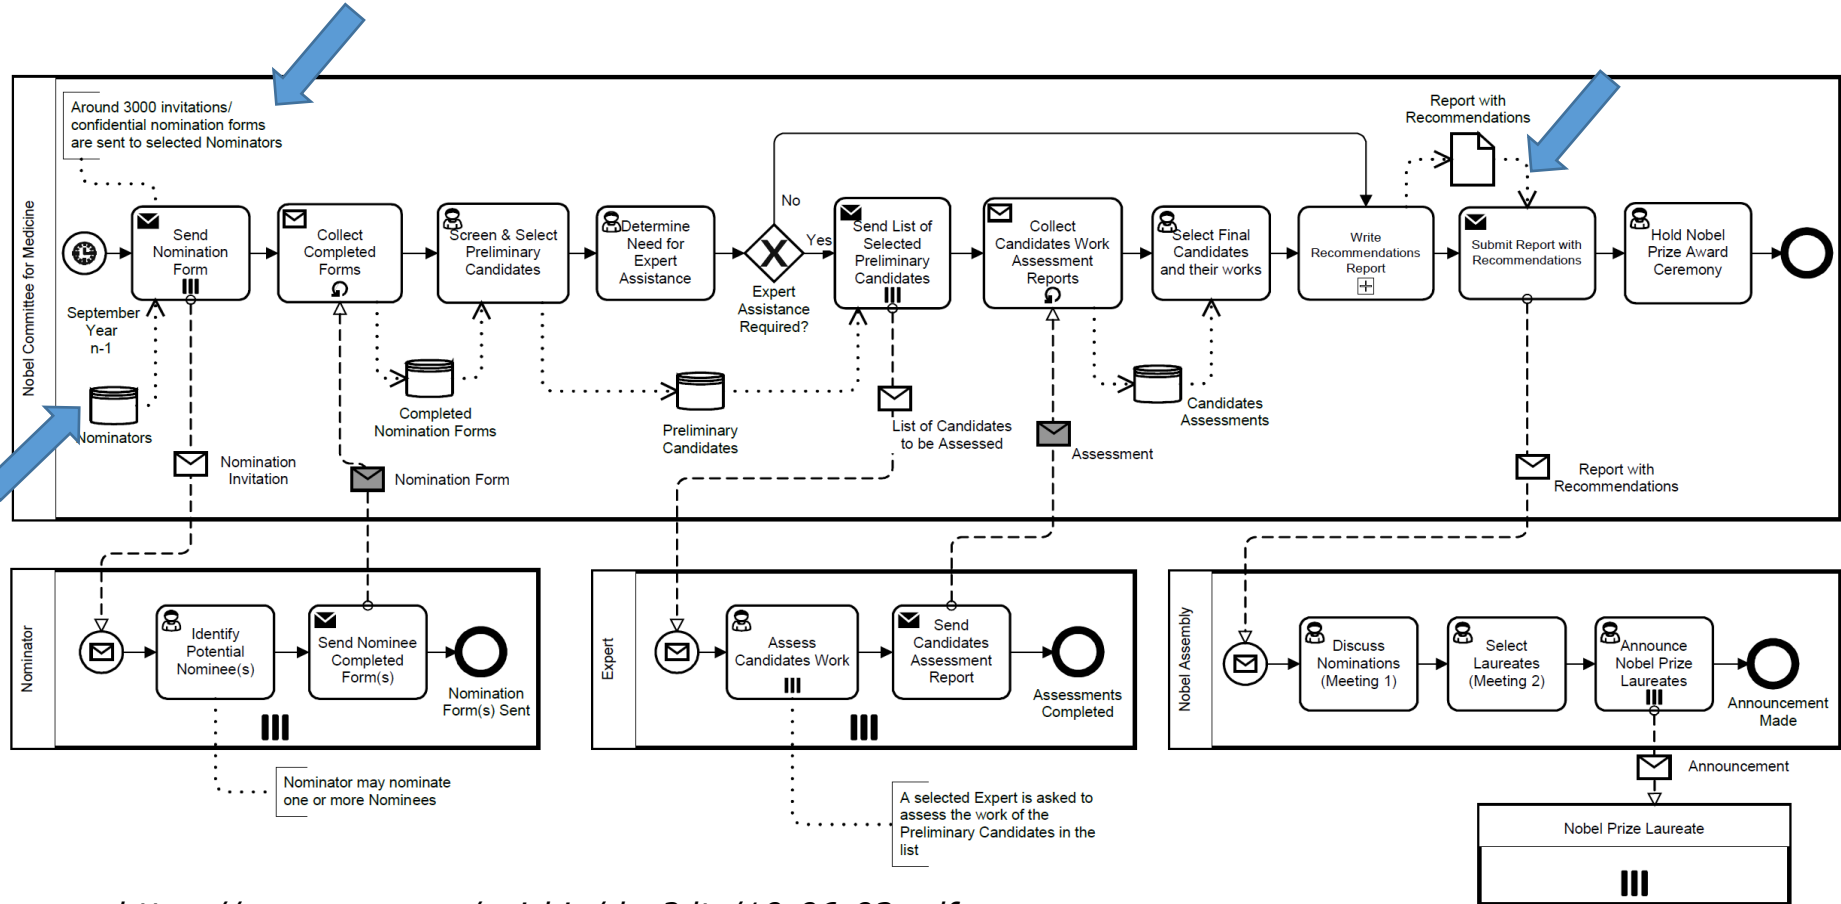 Nobel Committee for Medicine
Around 3000 invitations/
confidential nomination forms
are sent to selected Nominators
September
Year
n-1
Send
Nomination
Form
Collect
Completed
Forms
Screen & Select
Preliminary
Candidates
Determine
Need for
Expert
Assistance
Expert
Assistance
Required?
No
Yes
Send List of
Selected
Preliminary
Candidates
Collect
Candidates Work
Assessment
Reports
Select Final
Candidates
and their works
Write
Recommendations
Report
Report with
Recommendations
Submit Report with
Recommendations
Hold Nobel
Prize Award
Ceremony
Nominators
Completed
Nomination Forms
Preliminary
Candidates
List of Candidates
to be Assessed
Candidates
Assessments
Assessment
Nomination
Invitation
Nomination Form
Report with
Recommendations
Nominator
Identify
Potential
Nominee(s)
Send Nominee
Completed
Form(s)
Nomination
Form(s) Sent
Nominator may nominate
one or more Nominees
Expert
Assess
Candidates Work
Send
Candidates
Assessment
Report
Assessments
Completed
A selected Expert is asked to
assess the work of the
Preliminary Candidates in the
list
Nobel Assembly
Discuss
Nominations
(Meeting 1)
Select
Laureates
(Meeting 2)
Announce
Nobel Prize
Laureates
Announcement
Made
Announcement
Nobel Prize Laureate